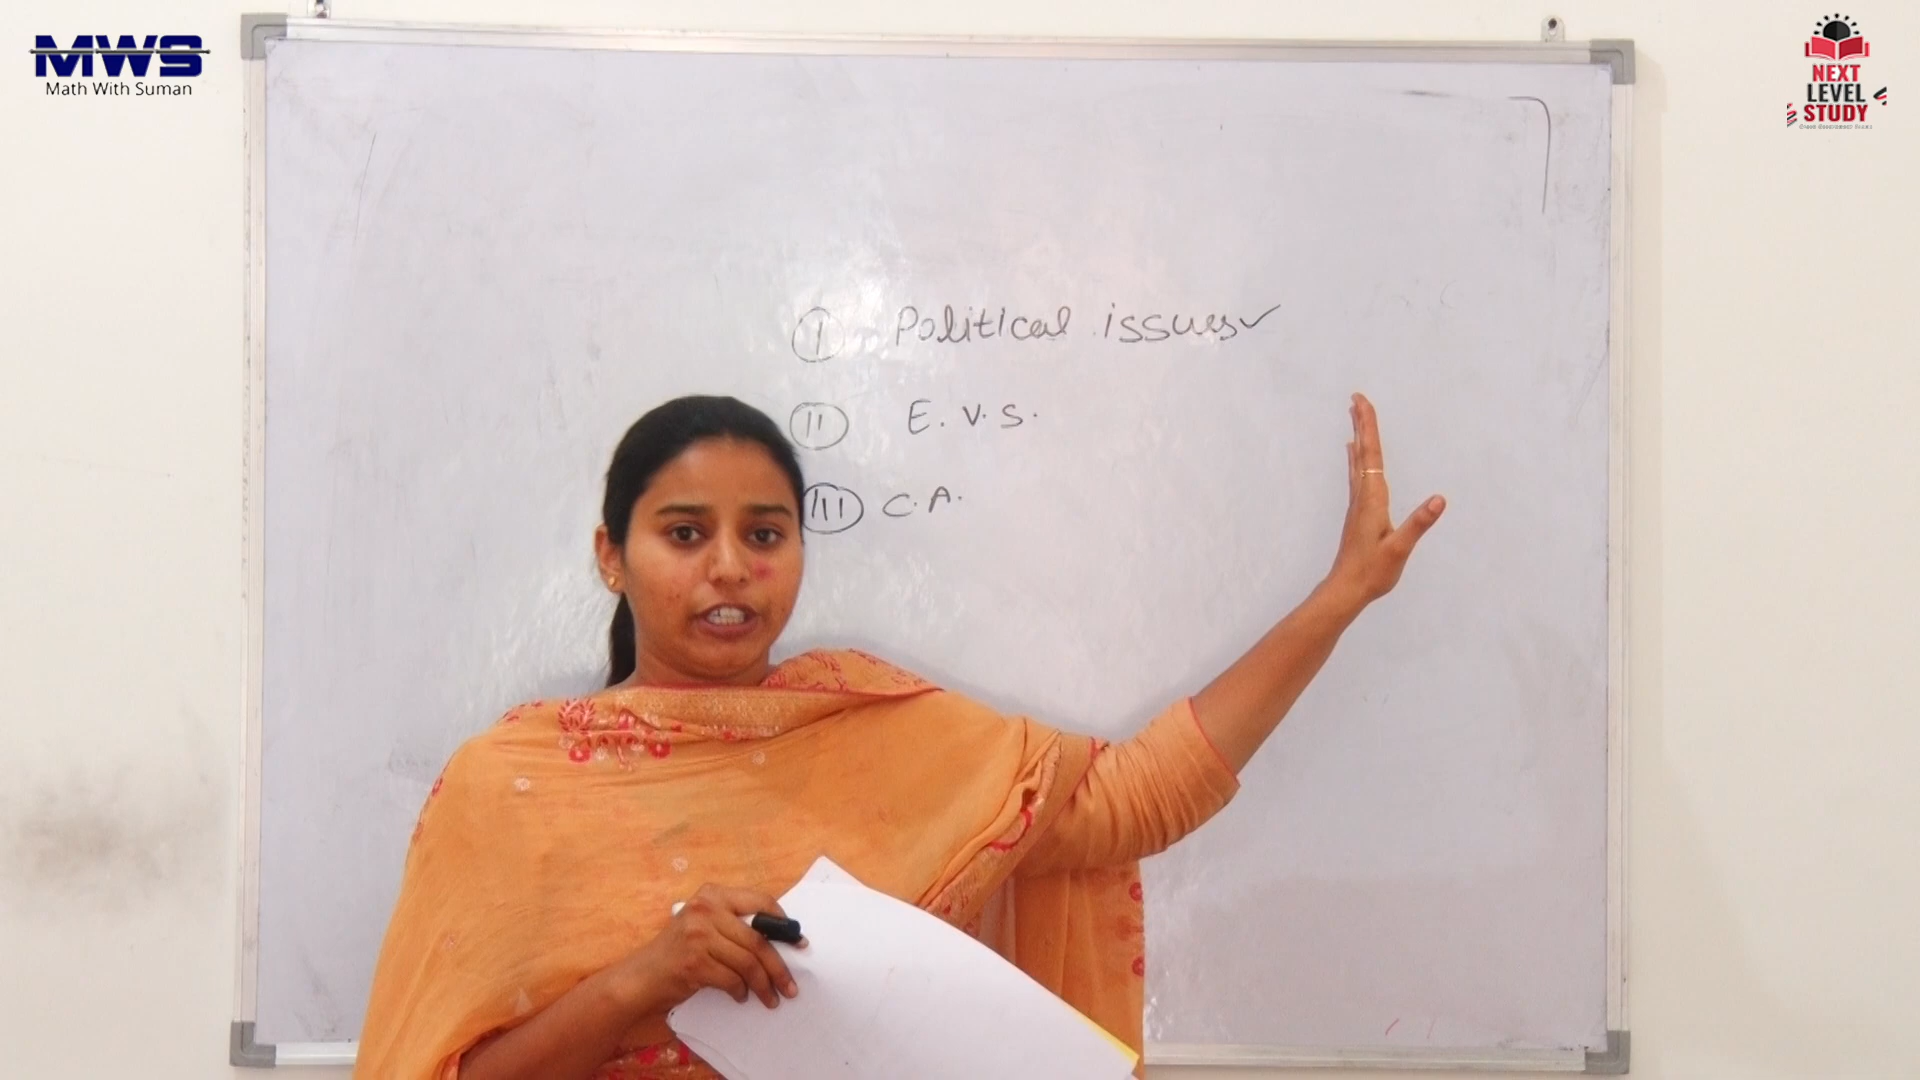 MWS
Math With Suman
NEXT
LEVEL
STUDY
I Political issues
II E.V.S.
III C.A.